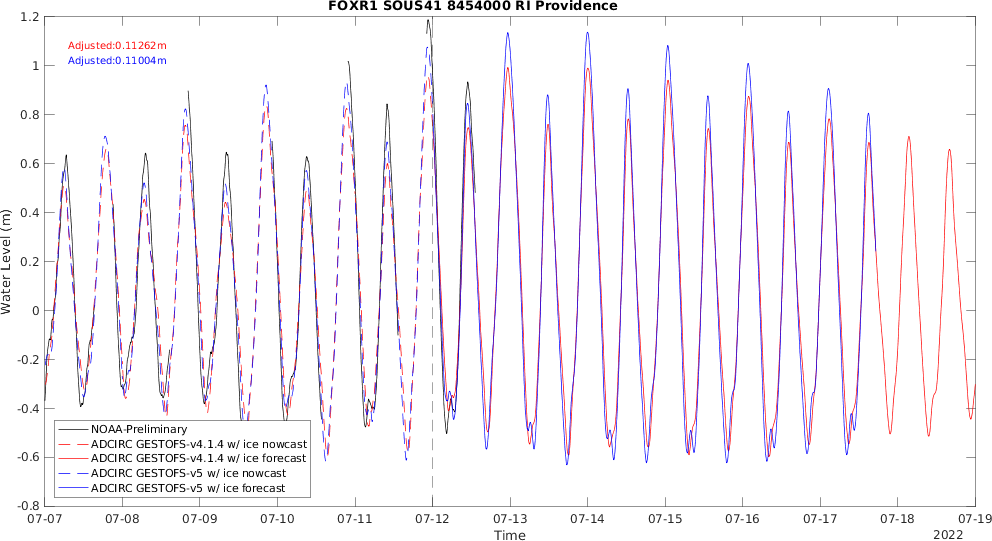 FOXR1 SOUS41 8454000 RI Providence
Adjusted:0.11262m
Adjusted:0.11004m
1.2
1
0.8
0.6
0.4
0.2
0
-0.2
-0.4
-0.6
-0.8
Water Level (m)
NOAA-Preliminary
ADCIRC GESTOFS-v4.1.4 w/ ice nowcast
ADCIRC GESTOFS-v4.1.4 w/ ice forecast
ADCIRC GESTOFS-v5 w/ ice nowcast
ADCIRC GESTOFS-v5 w/ ice forecast
07-07 07-08 07-09 07-10 07-11 07-12 07-13 07-14 07-15 07-16 07-17 07-18 07-19
Time
2022